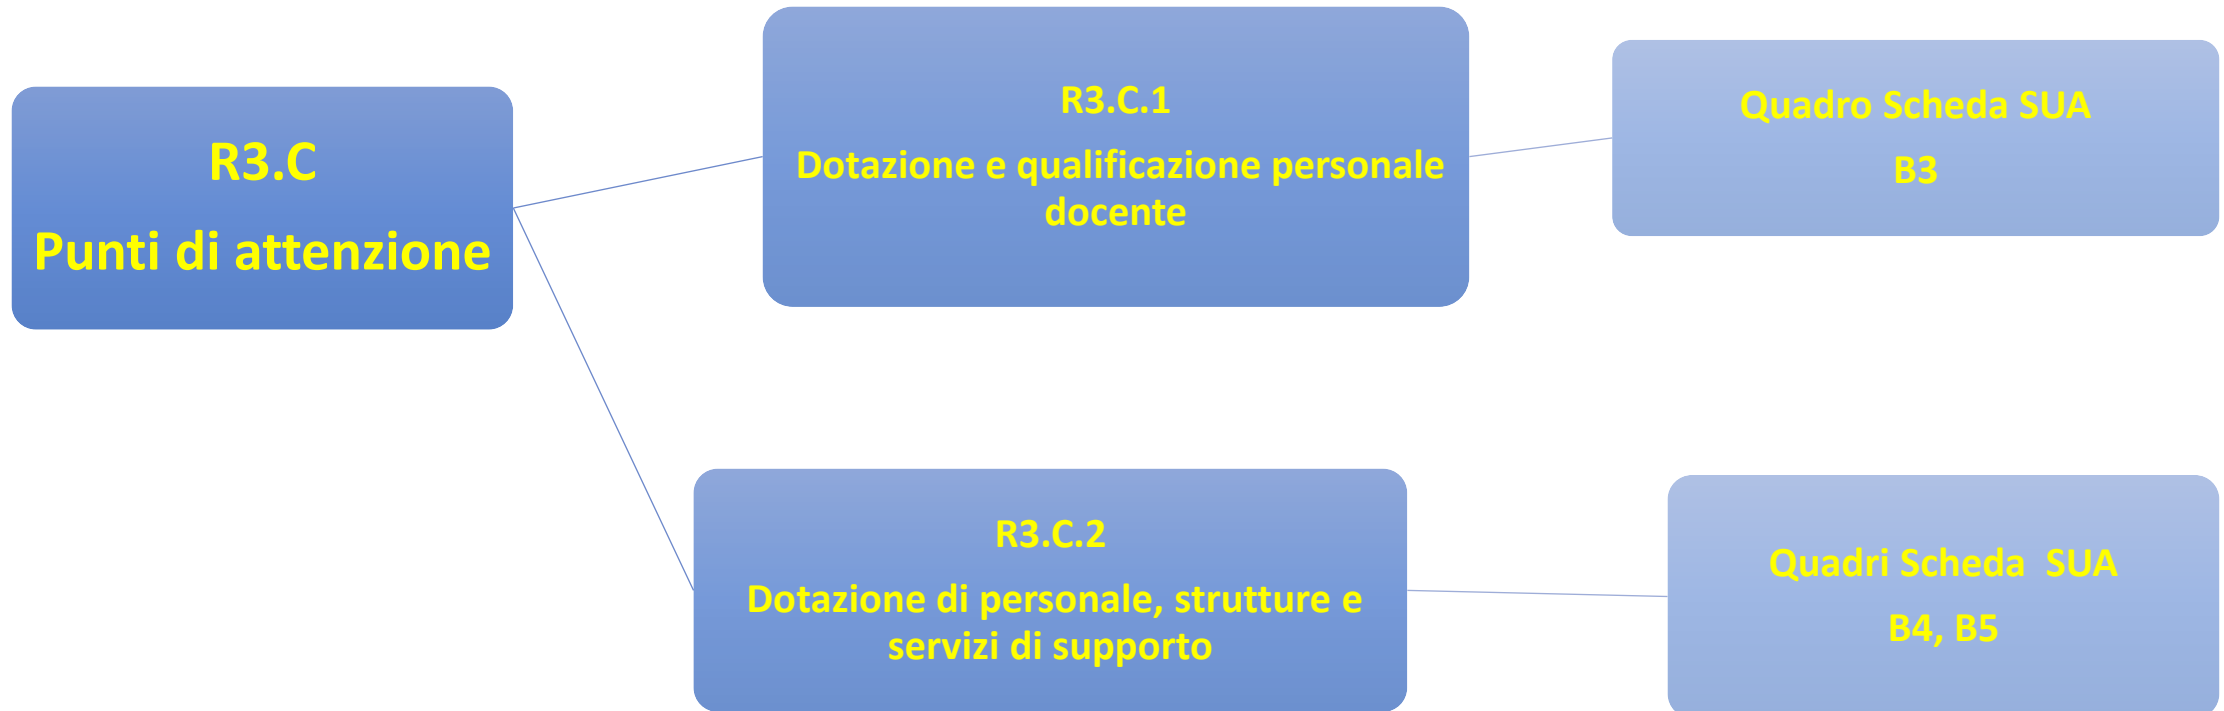 R3.C
Punti di attenzione
R3.C.1
Dotazione e qualificazione personale
docente
Quadro Scheda SUA
B3
R3.C.2
Dotazione di personale, strutture e
servizi di supporto
Quadri Scheda  SUA
B4, B5